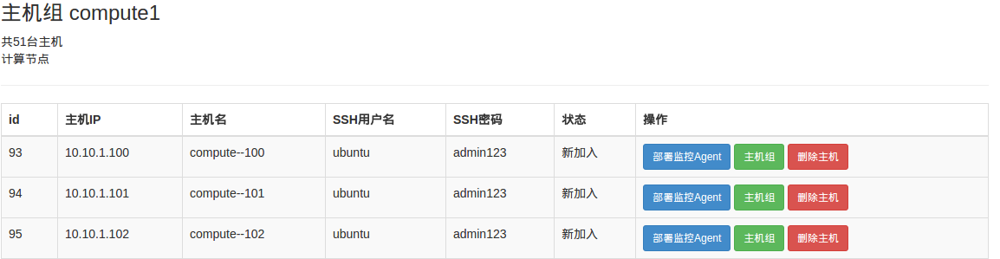 主机组 compute1
共51台主机
计算节点
id 主机IP 主机名 SSH用户名 SSH密码 状态 操作
93 10.10.1.100 compute--100 ubuntu admin123 新加入 部署监控Agent 主机组 删除主机
94 10.10.1.101 compute--101 ubuntu admin123 新加入 部署监控Agent 主机组 删除主机
95 10.10.1.102 compute--102 ubuntu admin123 新加入 部署监控Agent 主机组 删除主机